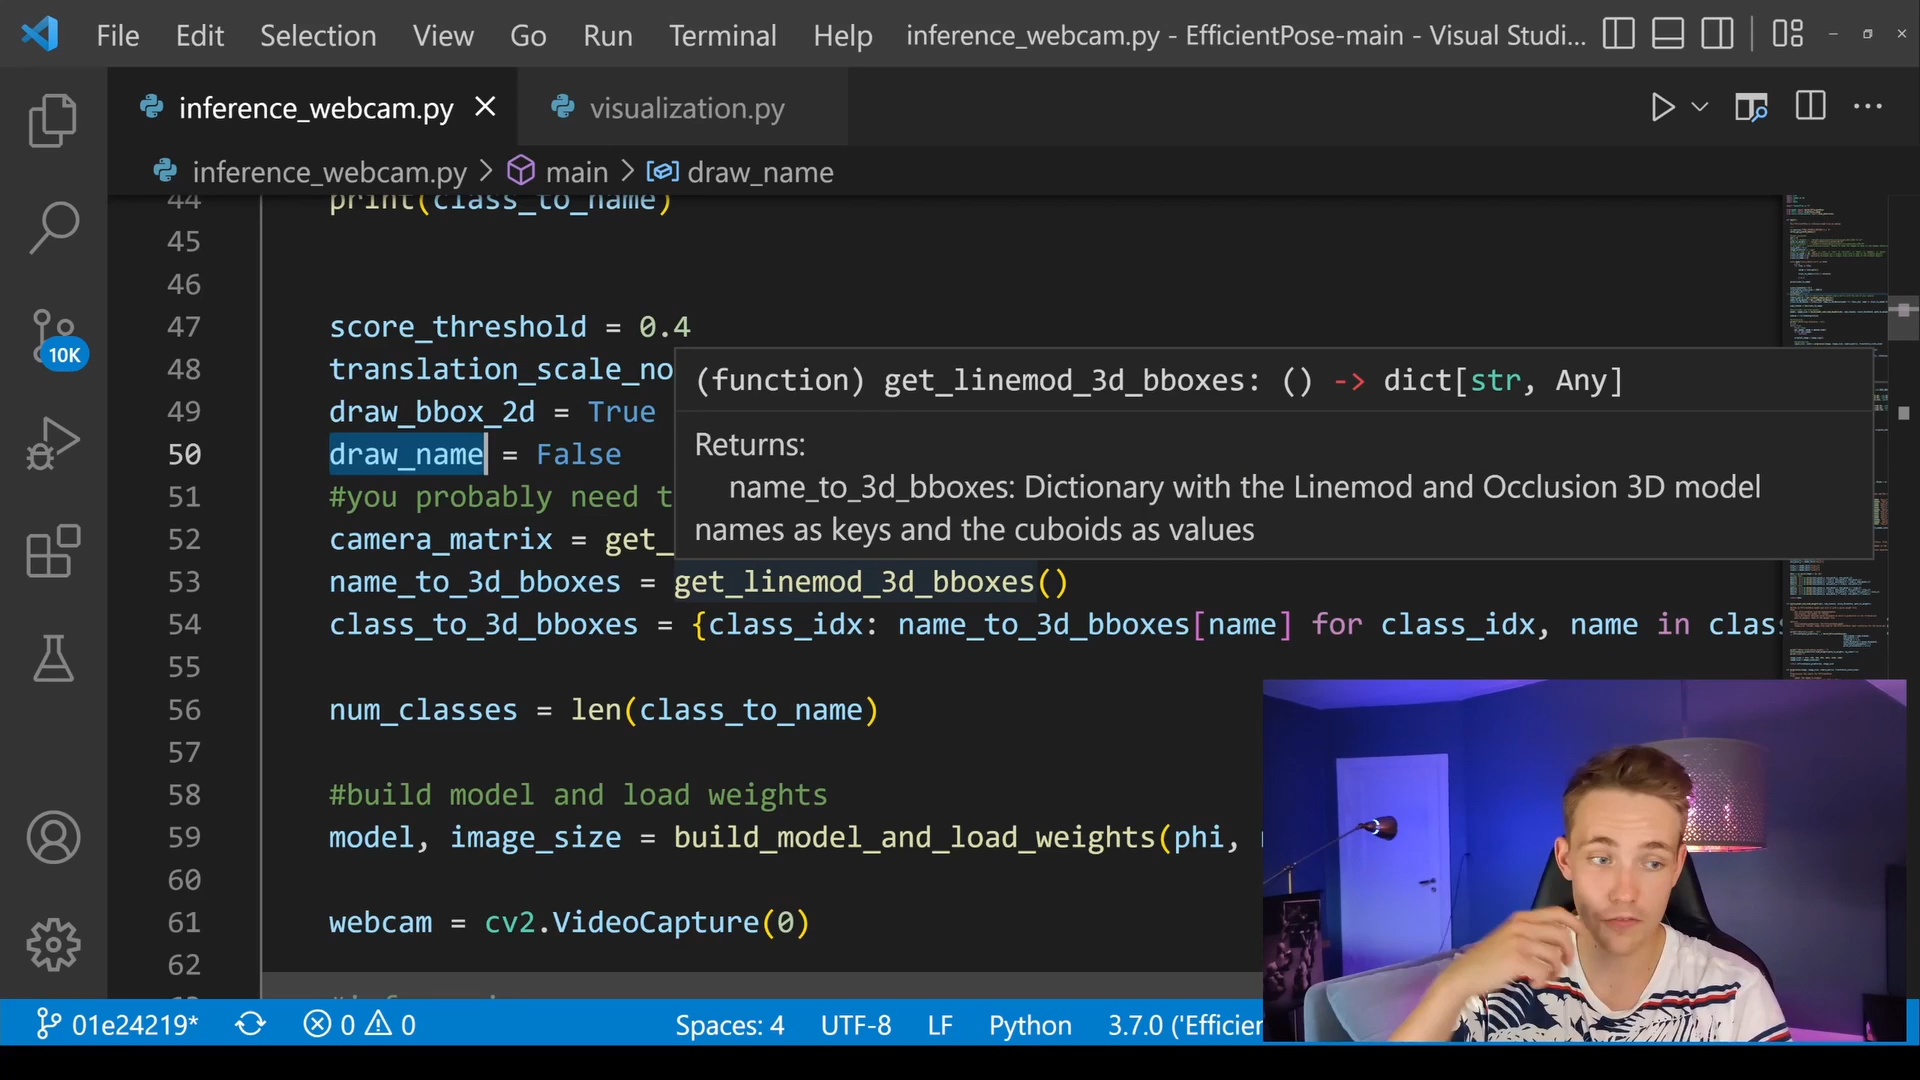 File Edit Selection View Go Run Terminal Help inference_webcam.py - EfficientPose-main - Visual Studi...
inference_webcam.py visualization.py
inference_webcam.py > main > draw_name
44 print(class_to_name)
45
46
47 score_threshold = 0.4
48 translation_scale_no
(function) get_linemod_3d_bboxes: () -> dict[str, Any]
49 draw_bbox_2d = True
Returns:
50 draw_name = False
51 #you probably need t
name_to_3d_bboxes: Dictionary with the Linemod and Occlusion 3D model
names as keys and the cuboids as values
52 camera_matrix = get_
53 name_to_3d_bboxes = get_linemod_3d_bboxes()
54 class_to_3d_bboxes = {class_idx: name_to_3d_bboxes[name] for class_idx, name in clas
55
56 num_classes = len(class_to_name)
57
58 #build model and load weights
59 model, image_size = build_model_and_load_weights(phi,
60
61 webcam = cv2.VideoCapture(0)
62
10K
01e24219* 0 0 Spaces: 4 UTF-8 LF Python 3.7.0 ('Efficier